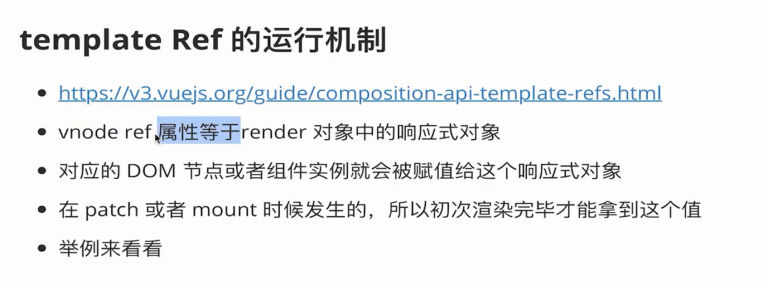 template Ref 的运行机制
https://v3.vuejs.org/guide/composition-api-template-refs.html
vnode ref 属性等于render 对象中的响应式对象
对应的 DOM 节点或者组件实例就会被赋值给这个响应式对象
在 patch 或者 mount 时候发生的，所以初次渲染完毕才能拿到这个值
举例来看看